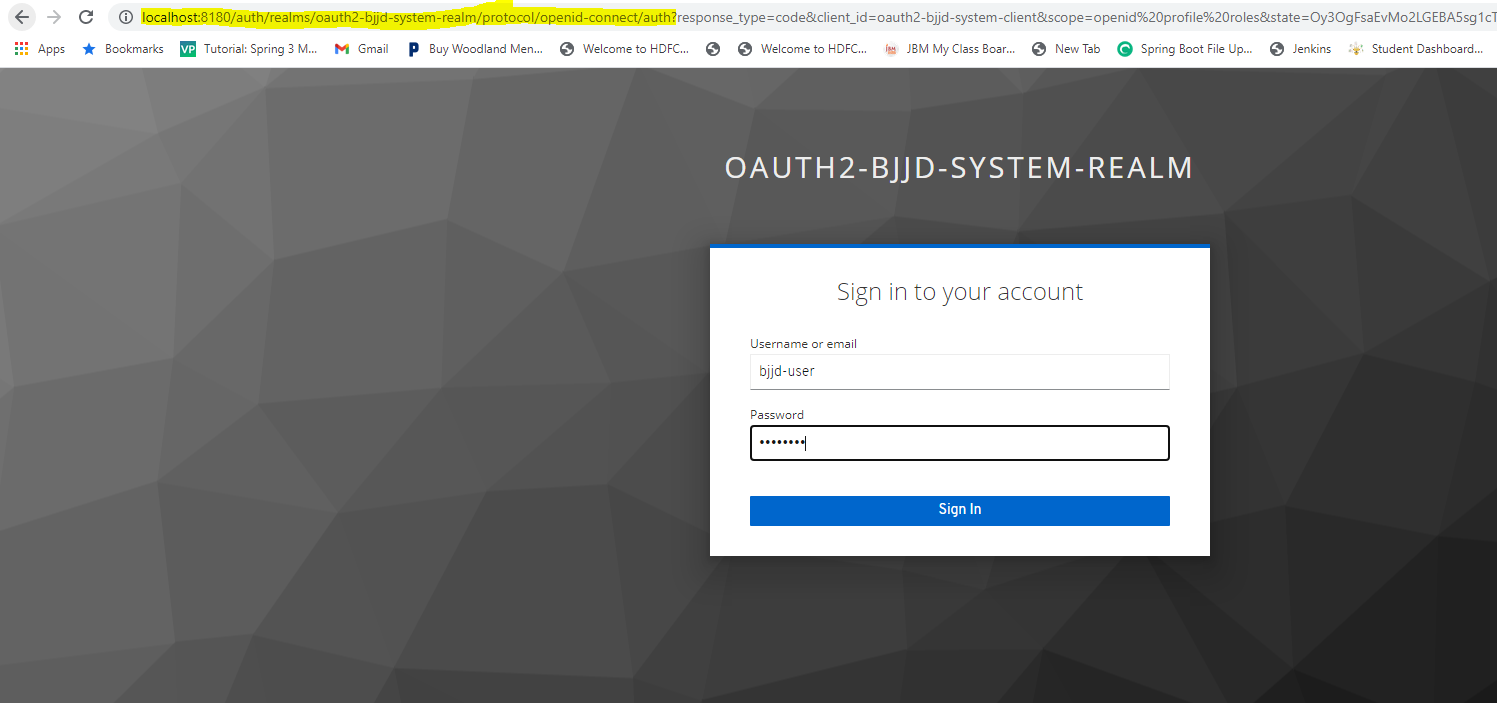 localhost:8180/auth/realms/oauth2-bjjd-system-realm/protocol/openid-connect/auth?response_type=code&client_id=oauth2-bjjd-system-client&scope=openid%20profile%20roles&state=Oy3OgFsaEvMo2LGEBA5sg1cT
Apps Bookmarks VP Tutorial: Spring 3 M... Gmail Buy Woodland Men... Welcome to HDFC... Welcome to HDFC... JBM My Class Boar... New Tab Spring Boot File Up... Jenkins Student Dashboard...
OAUTH2-BJJD-SYSTEM-REALM
Sign in to your account
Username or email
bjjd-user
Password
••••••••
Sign In